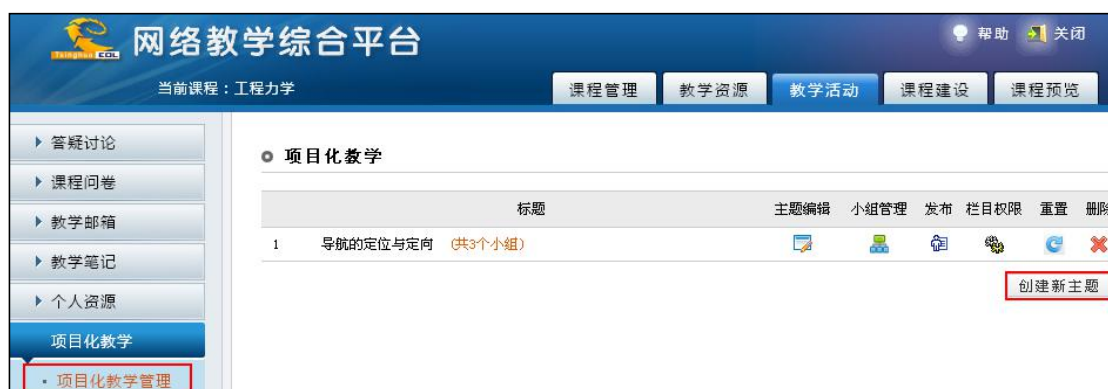 网络教学综合平台
帮助 关闭
当前课程：工程力学
课程管理 教学资源 教学活动 课程建设 课程预览
答疑讨论
课程问卷
教学邮箱
教学笔记
个人资源
项目化教学
项目化教学管理
项目化教学
标题 主题编辑 小组管理 发布 栏目权限 重置 删除
1 导航的定位与定向 (共3个小组)
创建新主题